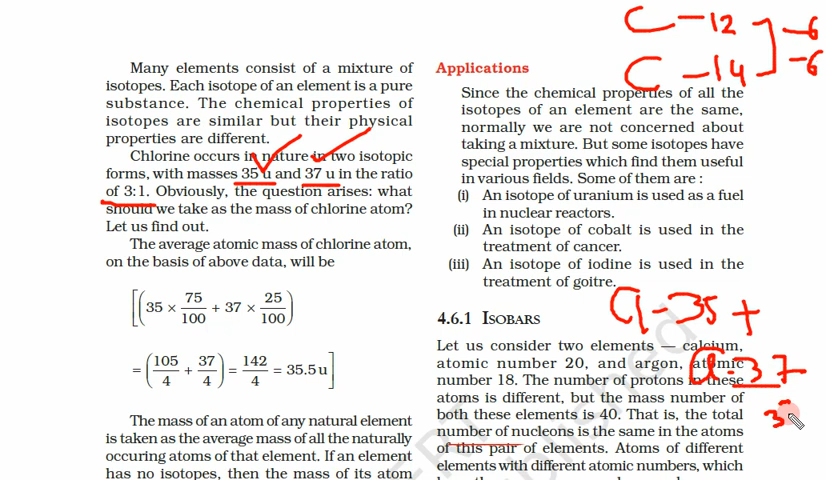 Many elements consist of a mixture of
isotopes. Each isotope of an element is a pure
substance. The chemical properties of
isotopes are similar but their physical
properties are different.
Chlorine occurs in nature in two isotopic
forms, with masses 35 u and 37 u in the ratio
of 3:1. Obviously, the question arises: what
should we take as the mass of chlorine atom?
Let us find out.
The average atomic mass of chlorine atom,
on the basis of above data, will be
[(35 × 75/100 + 37 × 25/100)
= (105/4 + 37/4) = 142/4 = 35.5 u]
The mass of an atom of any natural element
is taken as the average mass of all the naturally
occuring atoms of that element. If an element
has no isotopes, then the mass of its atom
C – 12 ] – 6
C – 14 – 6
Applications
Since the chemical properties of all the
isotopes of an element are the same,
normally we are not concerned about
taking a mixture. But some isotopes have
special properties which find them useful
in various fields. Some of them are :
(i) An isotope of uranium is used as a fuel
in nuclear reactors.
(ii) An isotope of cobalt is used in the
treatment of cancer.
(iii) An isotope of iodine is used in the
treatment of goitre.
Cl – 35 +
4.6.1 ISOBARS
Let us consider two elements — calcium,
atomic number 20, and argon, atomic
Cl - 37
number 18. The number of protons in these
atoms is different, but the mass number of
both these elements is 40. That is, the total
3
number of nucleons is the same in the atoms
of this pair of elements. Atoms of different
elements with different atomic numbers, which